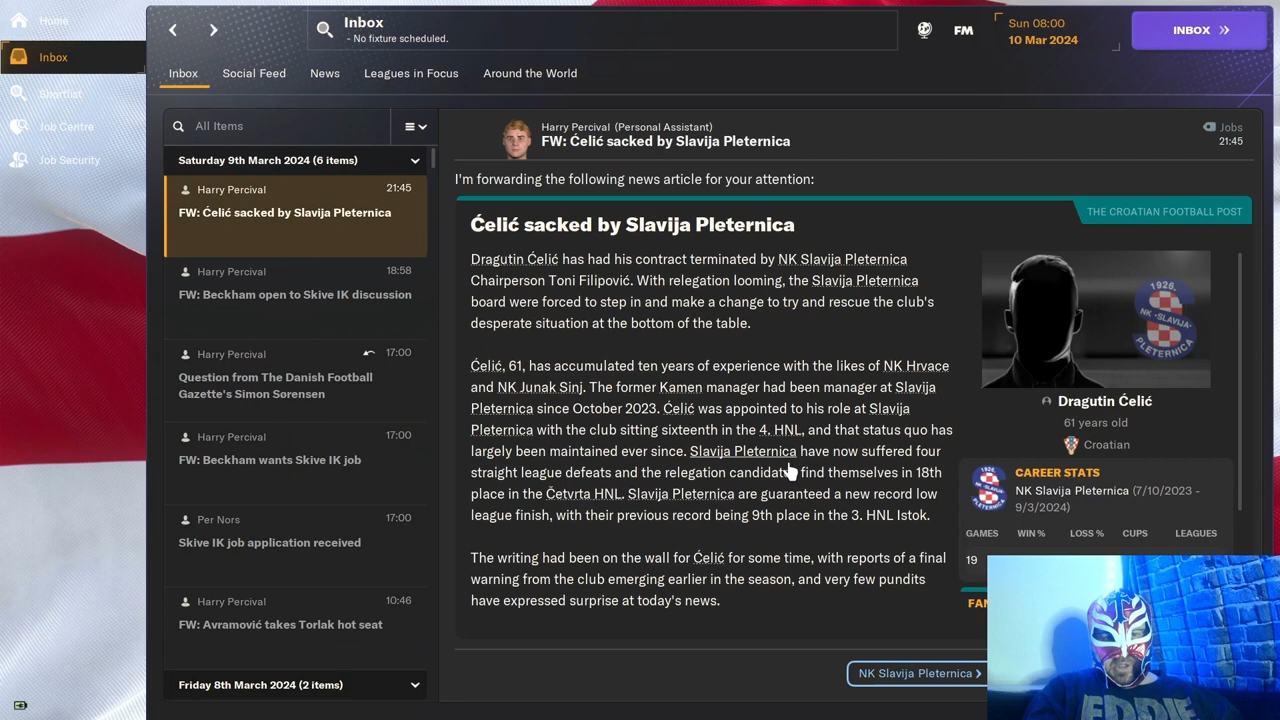 Home
Inbox
Shortlist
Job Centre
Job Security
Inbox
- No fixture scheduled.
FM
Sun 08:00
10 Mar 2024
INBOX
Inbox
Social Feed
News
Leagues in Focus
Around the World
All Items
Saturday 9th March 2024 (6 items)
Harry Percival
21:45
FW: Ćelić sacked by Slavija Pleternica
Harry Percival
18:58
FW: Beckham open to Skive IK discussion
Harry Percival
17:00
Question from The Danish Football
Gazette's Simon Sørensen
Harry Percival
17:00
FW: Beckham wants Skive IK job
Per Nors
17:00
Skive IK job application received
Harry Percival
10:46
FW: Avramović takes Torlak hot seat
Friday 8th March 2024 (2 items)
Harry Percival (Personal Assistant)
FW: Ćelić sacked by Slavija Pleternica
Jobs
21:45
I'm forwarding the following news article for your attention:
THE CROATIAN FOOTBALL POST
Ćelić sacked by Slavija Pleternica
Dragutin Ćelić has had his contract terminated by NK Slavija Pleternica
Chairperson Toni Filipović. With relegation looming, the Slavija Pleternica
board were forced to step in and make a change to try and rescue the club's
desperate situation at the bottom of the table.
Ćelić, 61, has accumulated ten years of experience with the likes of NK Hrvace
and NK Junak Sinj. The former Kamen manager had been manager at Slavija
Pleternica since October 2023. Ćelić was appointed to his role at Slavija
Pleternica with the club sitting sixteenth in the 4. HNL, and that status quo has
largely been maintained ever since. Slavija Pleternica have now suffered four
straight league defeats and the relegation candidates find themselves in 18th
place in the Četvrta HNL. Slavija Pleternica are guaranteed a new record low
league finish, with their previous record being 9th place in the 3. HNL Istok.
The writing had been on the wall for Ćelić for some time, with reports of a final
warning from the club emerging earlier in the season, and very few pundits
have expressed surprise at today's news.
1926.
NK "SLAVIJA"
PLETERNICA
Dragutin Ćelić
61 years old
Croatian
CAREER STATS
NK Slavija Pleternica (7/10/2023 -
9/3/2024)
GAMES
WIN %
LOSS %
CUPS
LEAGUES
19
FAN
NK Slavija Pleternica
EDDIE